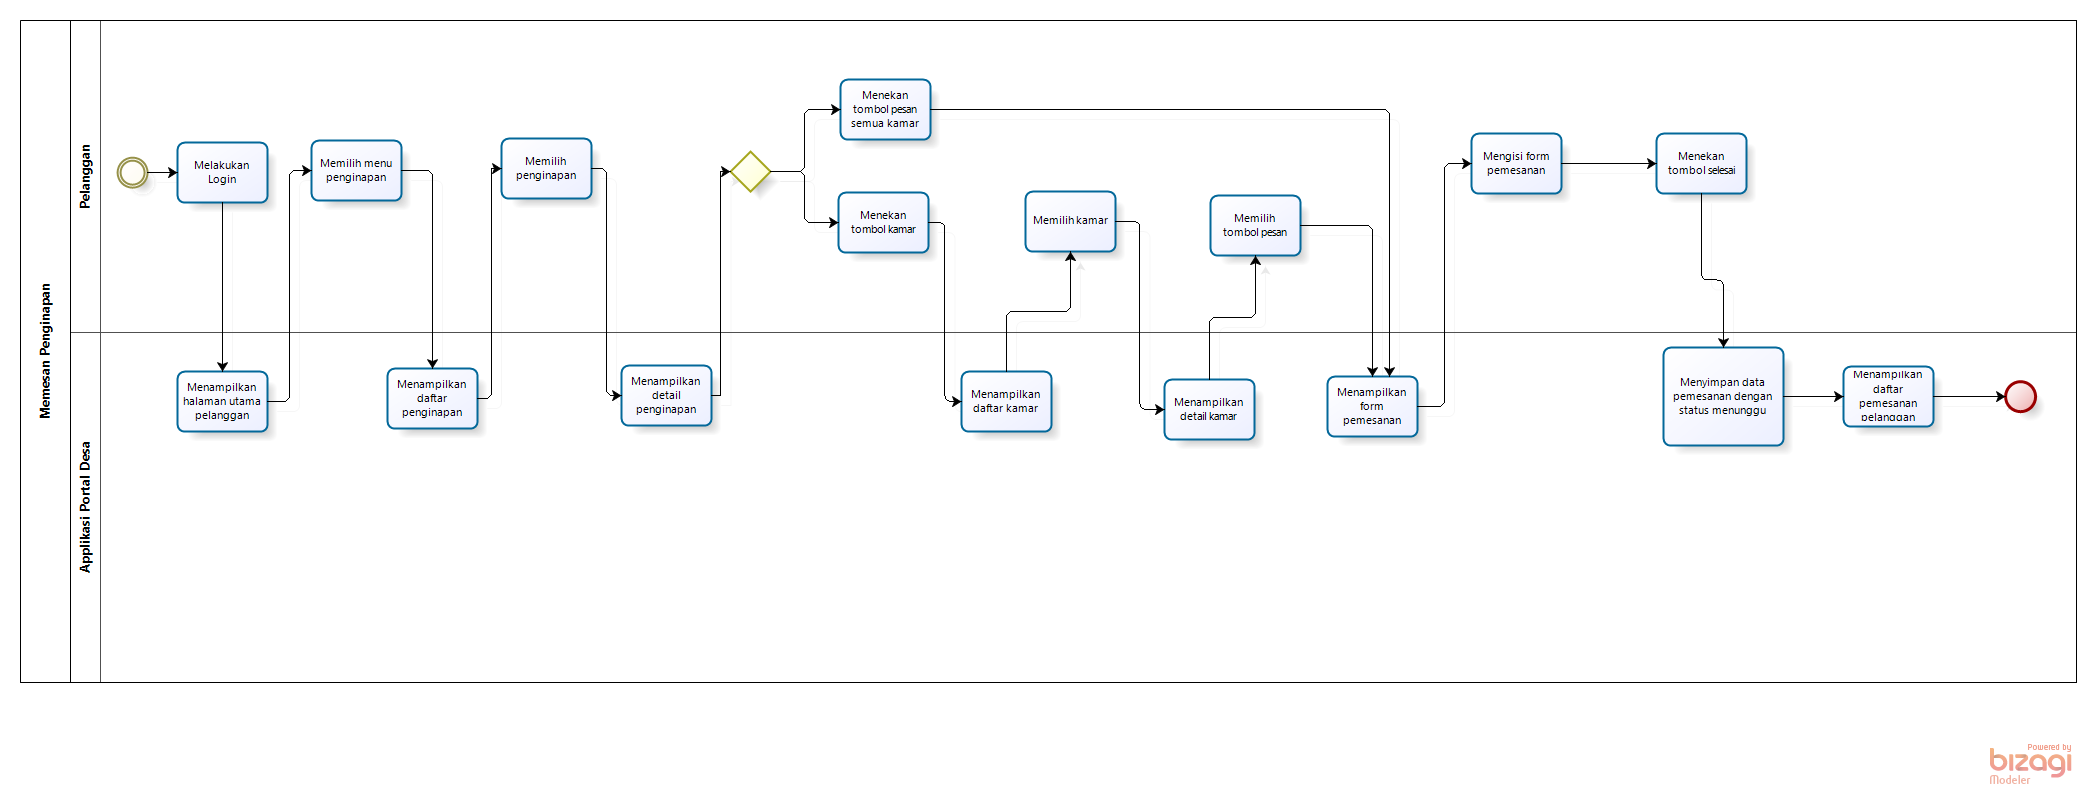 Memesan Penginapan
Pelanggan
Melakukan
Login
Memilih menu
penginapan
Memilih
penginapan
Menekan
tombol pesan
semua kamar
Menekan
tombol kamar
Memilih kamar
Memilih
tombol pesan
Mengisi form
pemesanan
Menekan
tombol selesai
Applikasi Portal Desa
Menampilkan
halaman utama
pelanggan
Menampilkan
daftar
penginapan
Menampilkan
detail
penginapan
Menampilkan
daftar kamar
Menampilkan
detail kamar
Menampilkan
form
pemesanan
Menyimpan data
pemesanan dengan
status menunggu
Menampilkan
daftar
pemesanan
pelanggan
Powered by
bizagi
Modeler